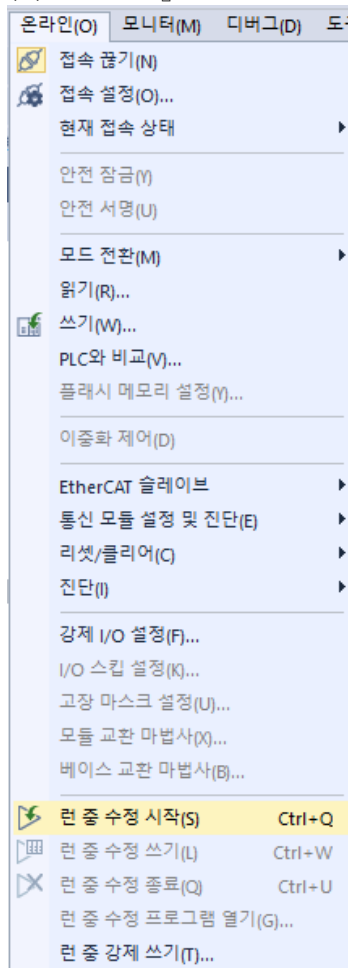 온라인(O) 모니터(M) 디버그(D)
접속 끊기(N)
접속 설정(O)...
현재 접속 상태
안전 잠금(Y)
안전 서명(U)
모드 전환(M)
읽기(R)...
쓰기(W)...
PLC와 비교(V)...
플래시 메모리 설정(Y)...
이중화 제어(D)
EtherCAT 슬레이브
통신 모듈 설정 및 진단(E)
리셋/클리어(C)
진단(I)
강제 I/O 설정(F)...
I/O 스킵 설정(K)...
고장 마스크 설정(U)...
모듈 교환 마법사(X)...
베이스 교환 마법사(B)...
런 중 수정 시작(S) Ctrl+Q
런 중 수정 쓰기(L) Ctrl+W
런 중 수정 종료(Q) Ctrl+U
런 중 수정 프로그램 열기(G)...
런 중 강제 쓰기(T)...